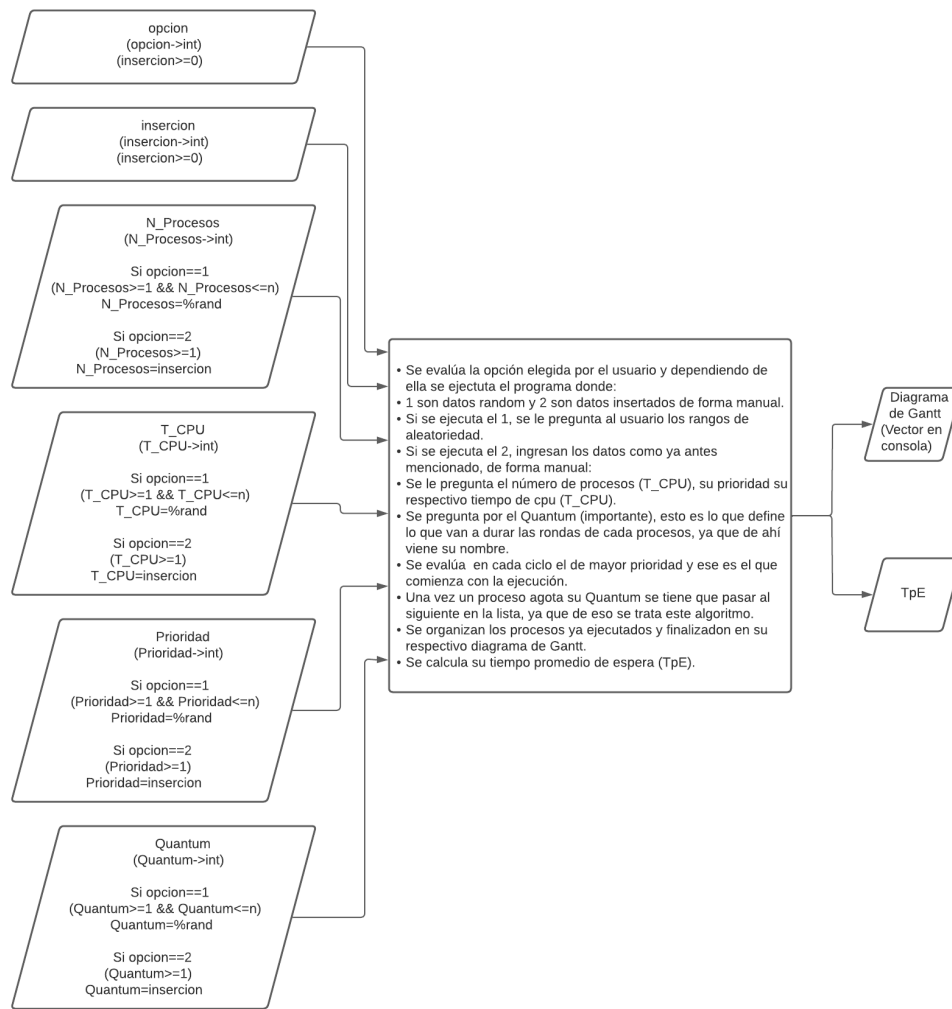 opcion
(opcion->int)
(insercion>=0)
insercion
(insercion->int)
(insercion>=0)
N_Procesos
(N_Procesos->int)
Si opcion==1
(N_Procesos>=1 && N_Procesos<=n)
N_Procesos=%rand
Si opcion==2
(N_Procesos>=1)
N_Procesos=insercion
T_CPU
(T_CPU->int)
Si opcion==1
(T_CPU>=1 && T_CPU<=n)
T_CPU=%rand
Si opcion==2
(T_CPU>=1)
T_CPU=insercion
Prioridad
(Prioridad->int)
Si opcion==1
(Prioridad>=1 && Prioridad<=n)
Prioridad=%rand
Si opcion==2
(Prioridad>=1)
Prioridad=insercion
Quantum
(Quantum->int)
Si opcion==1
(Quantum>=1 && Quantum<=n)
Quantum=%rand
Si opcion==2
(Quantum>=1)
Quantum=insercion
• Se evalúa la opción elegida por el usuario y dependiendo de
ella se ejectuta el programa donde:
• 1 son datos random y 2 son datos insertados de forma manual.
• Si se ejecuta el 1, se le pregunta al usuario los rangos de
aleatoriedad.
• Si se ejecuta el 2, ingresan los datos como ya antes
mencionado, de forma manual:
• Se le pregunta el número de procesos (T_CPU), su prioridad su
respectivo tiempo de cpu (T_CPU).
• Se pregunta por el Quantum (importante), esto es lo que define
lo que van a durar las rondas de cada procesos, ya que de ahí
viene su nombre.
• Se evalúa en cada ciclo el de mayor prioridad y ese es el que
comienza con la ejecución.
• Una vez un proceso agota su Quantum se tiene que pasar al
siguiente en la lista, ya que de eso se trata este algoritmo.
• Se organizan los procesos ya ejecutados y finalizadon en su
respectivo diagrama de Gantt.
• Se calcula su tiempo promedio de espera (TpE).
Diagrama
de Gantt
(Vector en
consola)
TpE